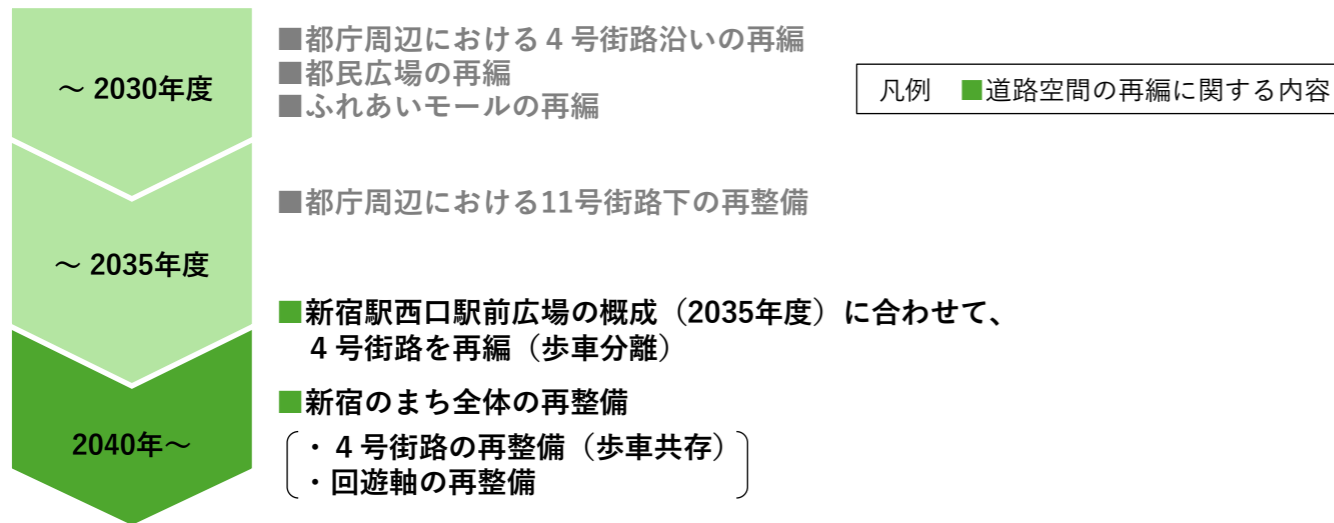 ～ 2030年度
■都庁周辺における４号街路沿いの再編
■都民広場の再編
■ふれあいモールの再編
凡例　■道路空間の再編に関する内容
～ 2035年度
■都庁周辺における11号街路下の再整備
■新宿駅西口駅前広場の概成（2035年度）に合わせて、
４号街路を再編（歩車分離）
2040年～
■新宿のまち全体の再整備
・４号街路の再整備（歩車共存）
・回遊軸の再整備